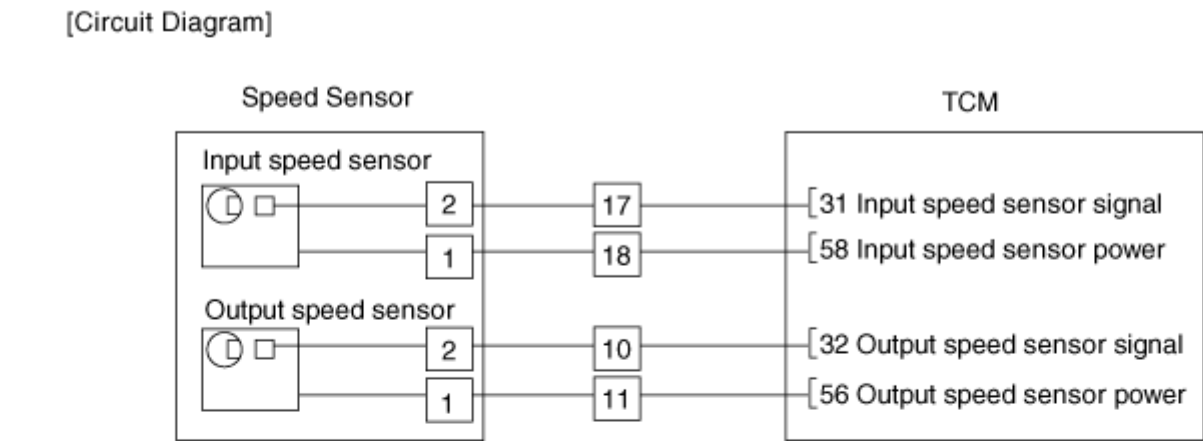 [Circuit Diagram]
Speed Sensor
TCM
Input speed sensor
2 17 31 Input speed sensor signal
1 18 58 Input speed sensor power
Output speed sensor
2 10 32 Output speed sensor signal
1 11 56 Output speed sensor power